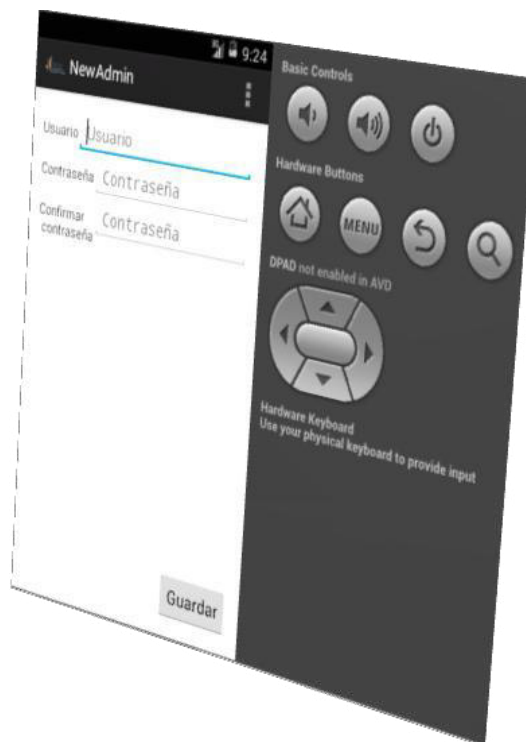 9:24
NewAdmin
Usuario
Usuario
Contraseña
Contraseña
Confirmar
contraseña
Contraseña
Guardar
Basic Controls
Hardware Buttons
MENU
DPAD not enabled in AVD
Hardware Keyboard
Use your physical keyboard to provide input